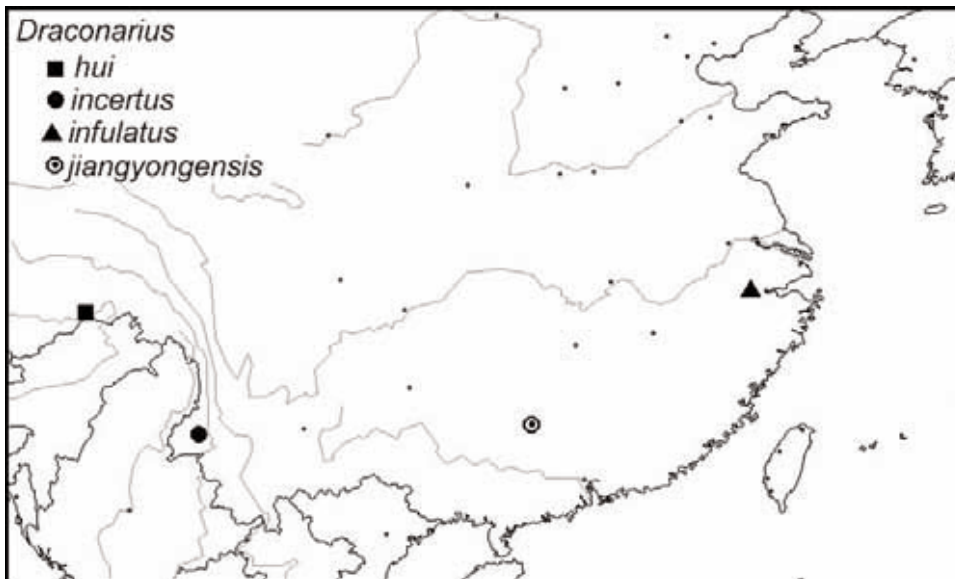 Draconarius
hui
incertus
infulatus
jiangyongensis